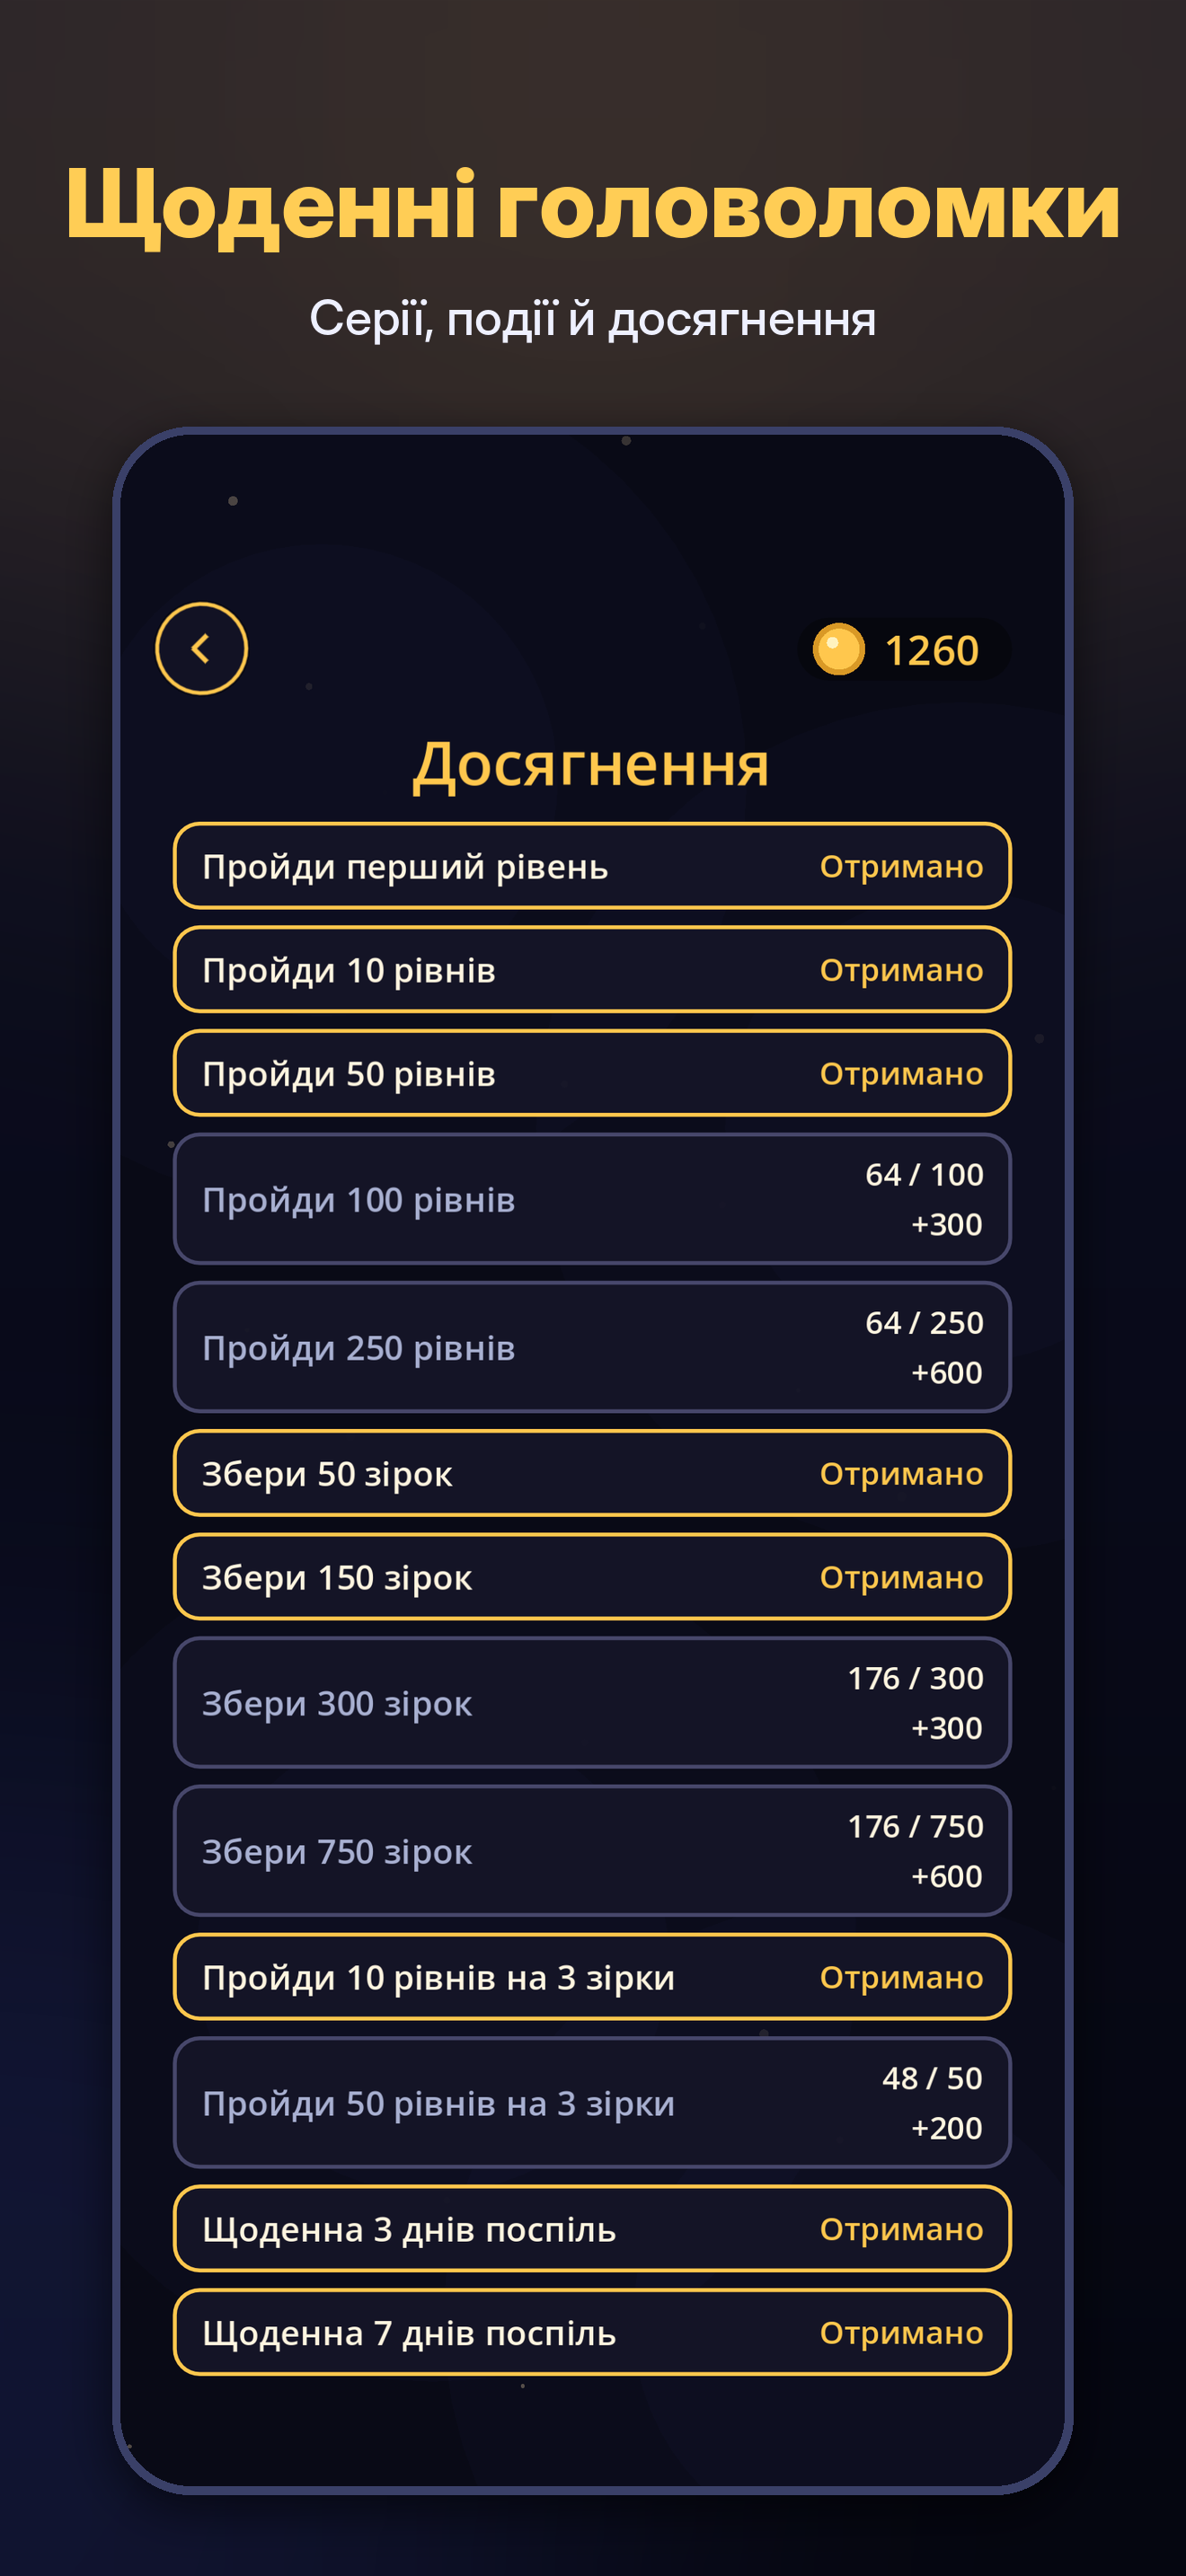 Щоденні головоломки
Серії, події й досягнення
1260
Досягнення
Пройди перший рівень Отримано
Пройди 10 рівнів Отримано
Пройди 50 рівнів Отримано
Пройди 100 рівнів 64 / 100
+300
Пройди 250 рівнів 64 / 250
+600
Збери 50 зірок Отримано
Збери 150 зірок Отримано
Збери 300 зірок 176 / 300
+300
Збери 750 зірок 176 / 750
+600
Пройди 10 рівнів на 3 зірки Отримано
Пройди 50 рівнів на 3 зірки 48 / 50
+200
Щоденна 3 днів поспіль Отримано
Щоденна 7 днів поспіль Отримано